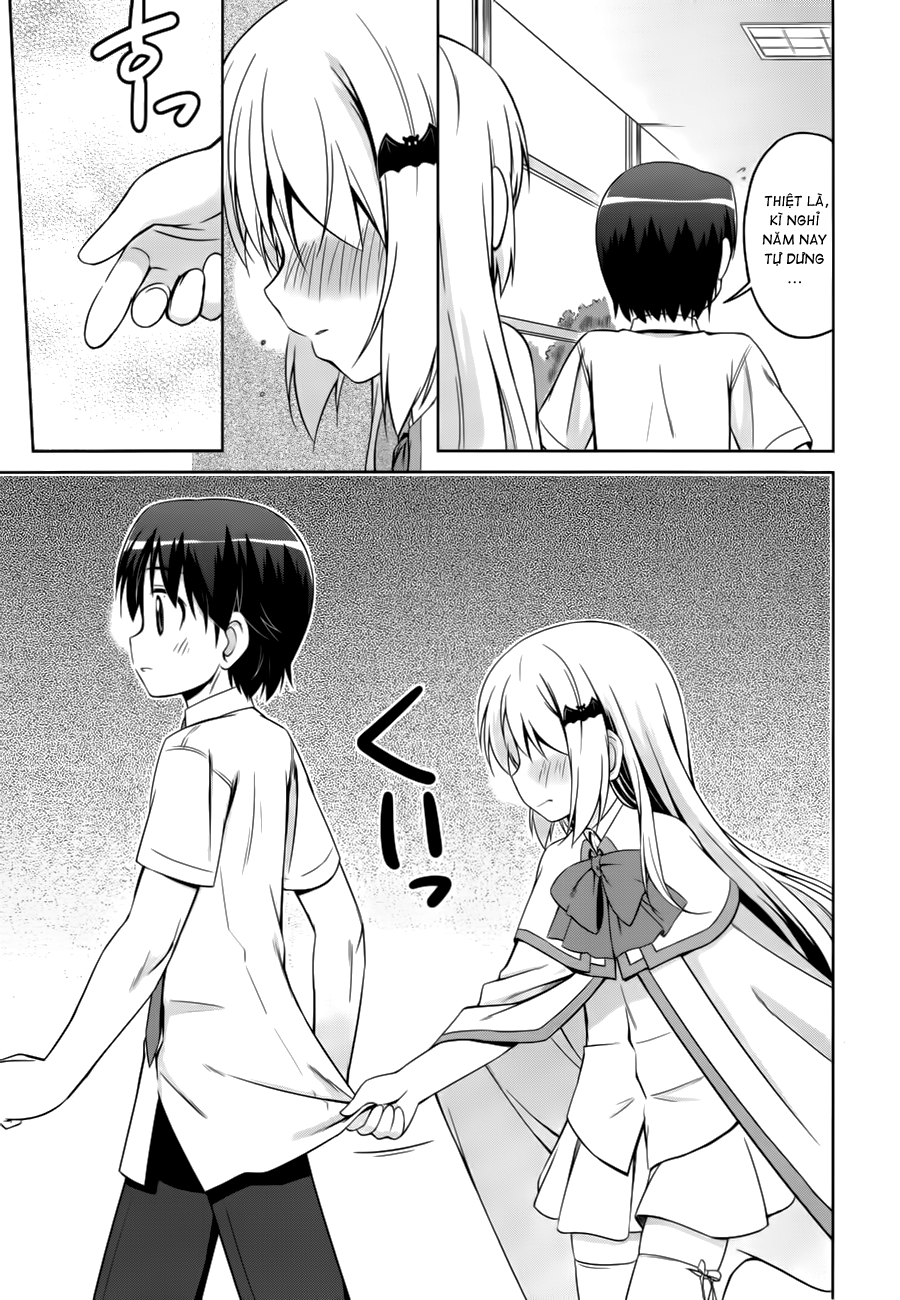 THIỆT LÀ,
KÌ NGHỈ
NĂM NAY
TỰ DƯNG
...
すっ
くいっ